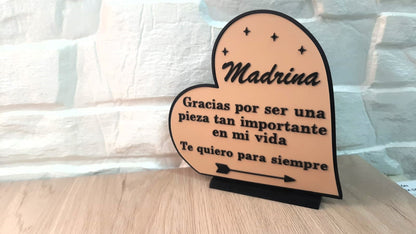 Madrina
Gracias por ser una
pieza tan importante
en mi vida
Te quiero para siempre